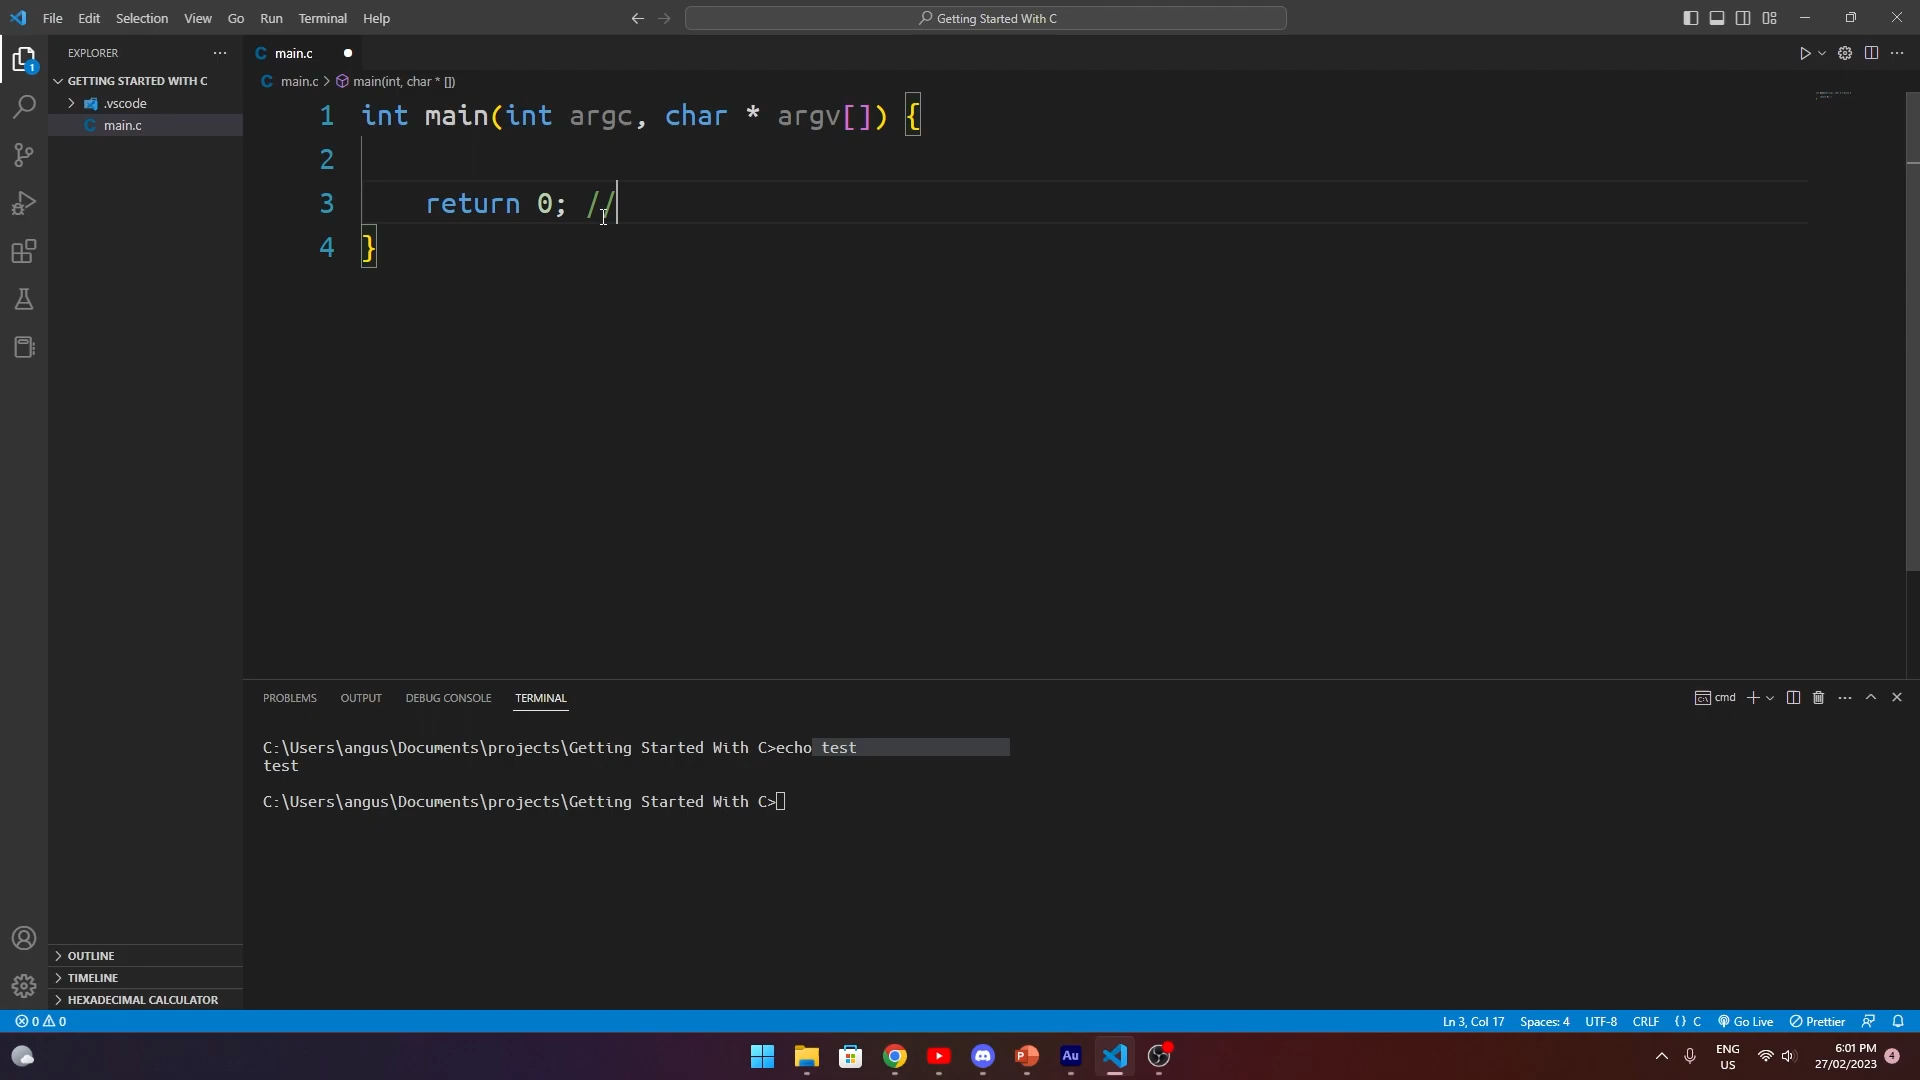 File Edit Selection View Go Run Terminal Help
Getting Started With C
EXPLORER
GETTING STARTED WITH C
.vscode
main.c
main.c
main.c > main(int, char * [])
1 int main(int argc, char * argv[]) {
2
3 return 0; //
4 }
PROBLEMS OUTPUT DEBUG CONSOLE TERMINAL
cmd
C:\Users\angus\Documents\projects\Getting Started With C>echo test
test
C:\Users\angus\Documents\projects\Getting Started With C>
OUTLINE
TIMELINE
HEXADECIMAL CALCULATOR
0 0
Ln 3, Col 17 Spaces: 4 UTF-8 CRLF {} C Go Live Prettier
1
P
Au
ENG
US
6:01 PM
27/02/2023
4